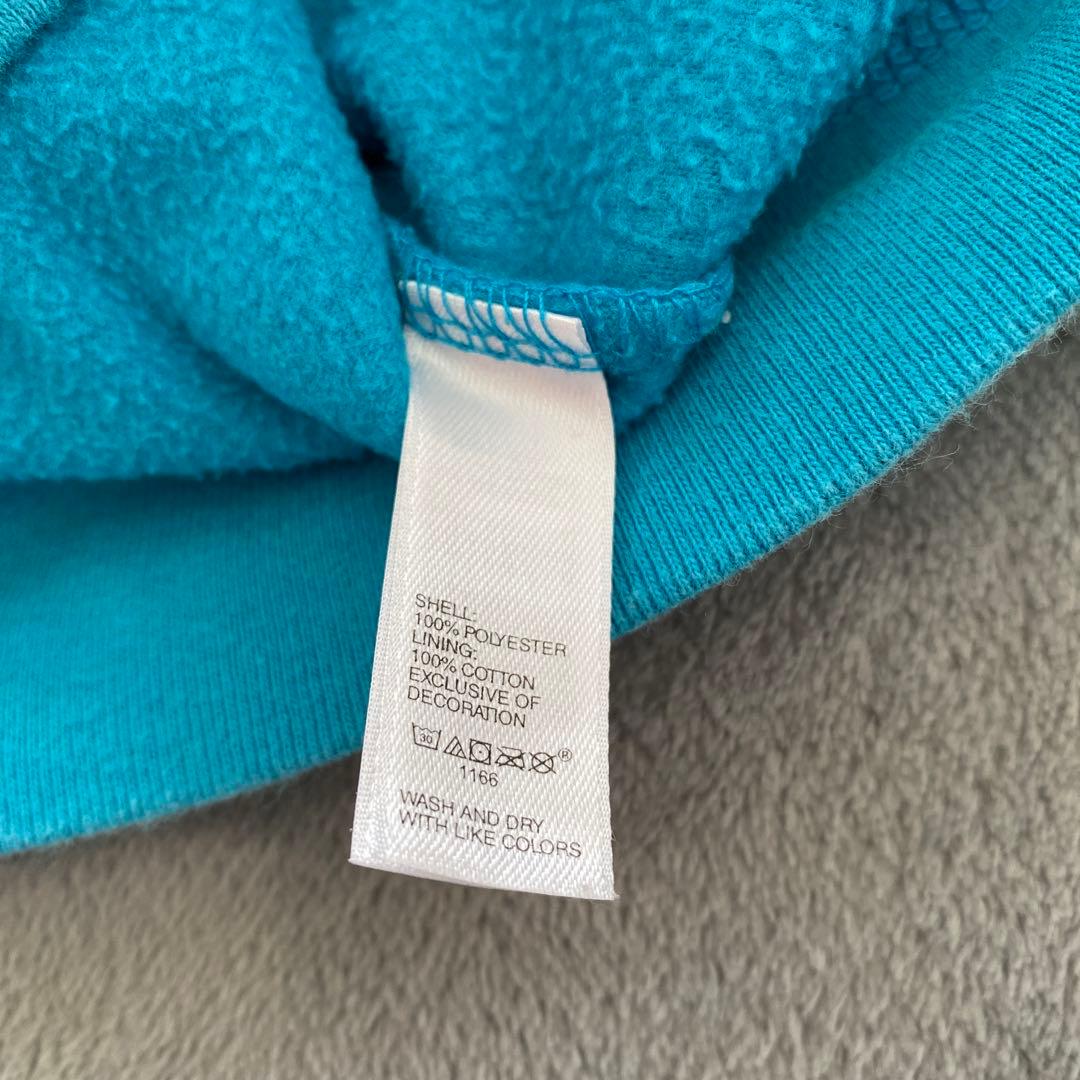 SHELL:
100% POLYESTER
LINING:
100% COTTON
EXCLUSIVE OF
DECORATION
30 ®
1166
WASH AND DRY
WITH LIKE COLORS